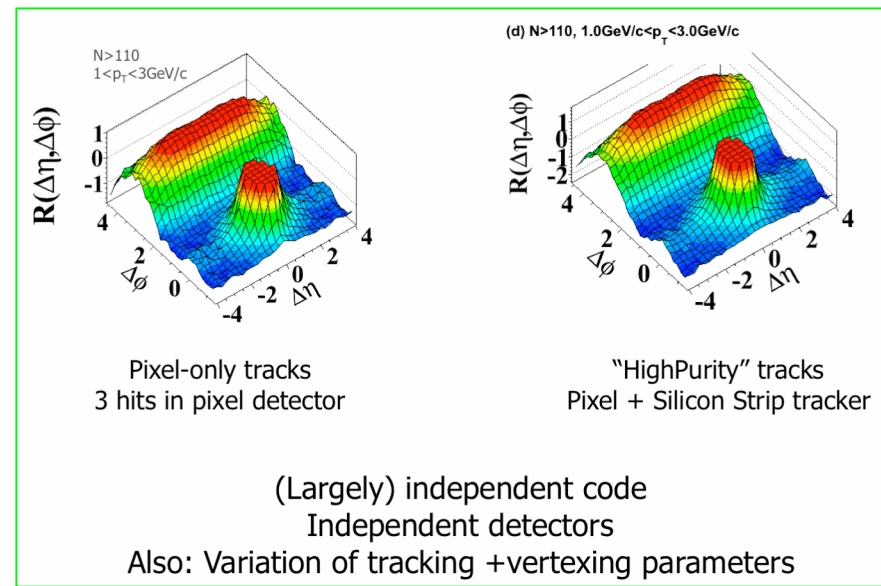 N>110
1<p_T<3GeV/c
R(Δη,Δϕ)
1
0
-1
4
2
0
Δϕ
-4
-2
0
2
4
Δη
(d) N>110, 1.0GeV/c<p_T<3.0GeV/c
R(Δη,Δϕ)
1
0
-1
-2
4
2
0
Δϕ
-4
-2
0
2
4
Δη
Pixel-only tracks
3 hits in pixel detector
“HighPurity” tracks
Pixel + Silicon Strip tracker
(Largely) independent code
Independent detectors
Also: Variation of tracking +vertexing parameters